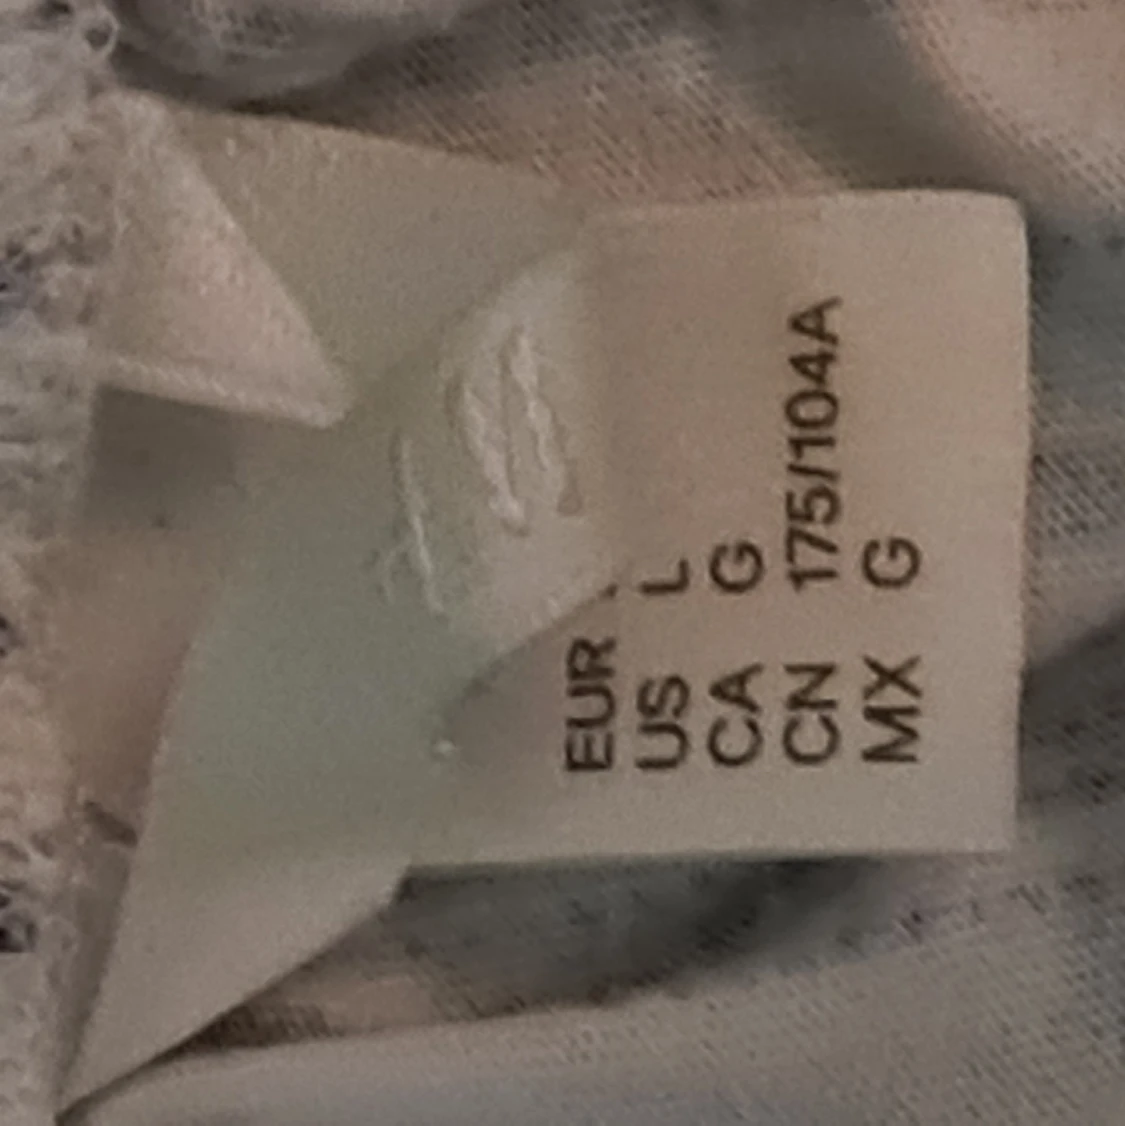 EUR
US L
CA G
CN 175/104A
MX G